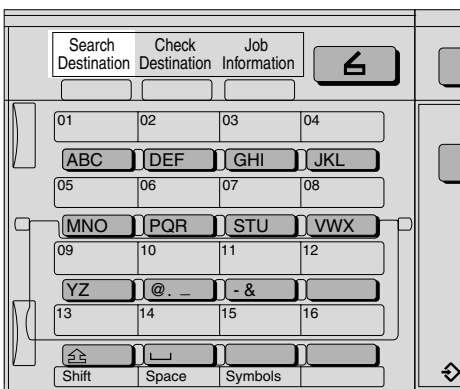 Search Check Job
Destination Destination Information
01 02 03 04
ABC DEF GHI JKL
05 06 07 08
MNO PQR STU VWX
09 10 11 12
YZ @. _ - &
13 14 15 16
Shift Space Symbols